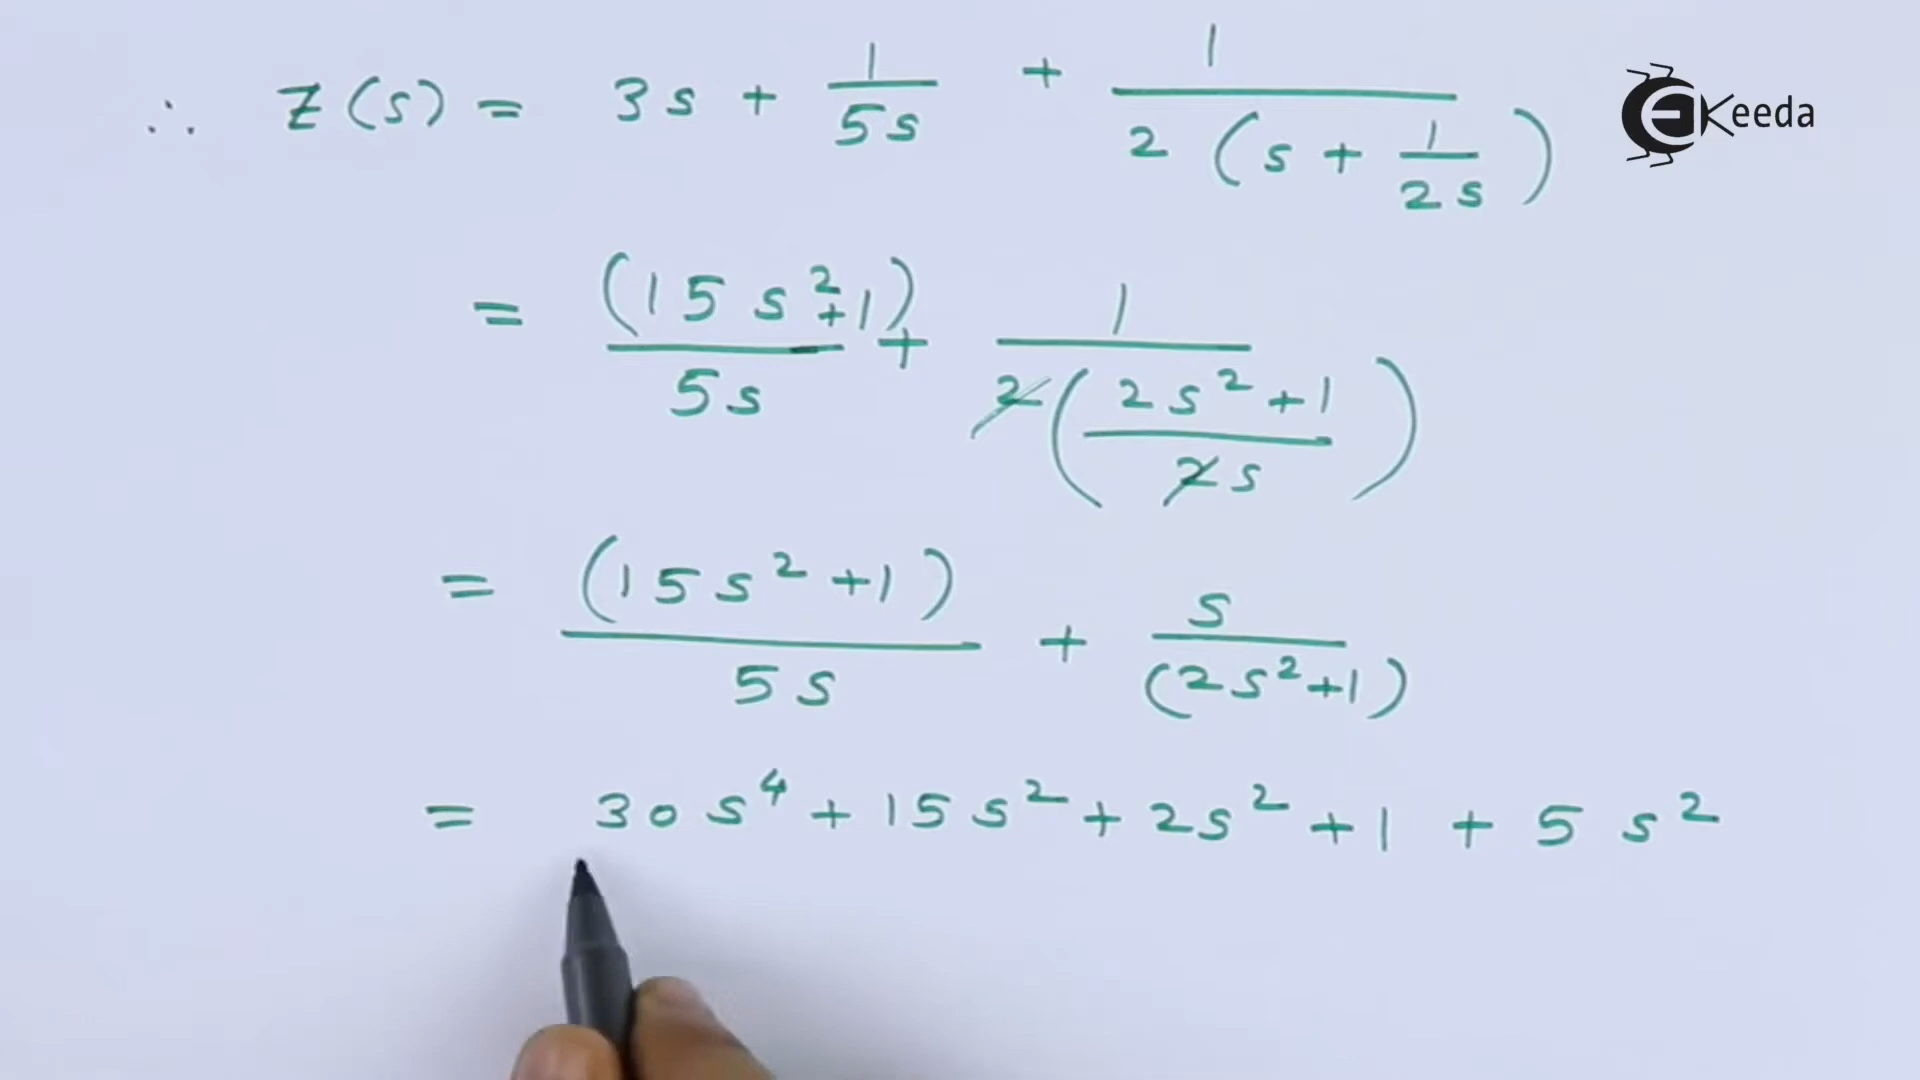 ∴ Z(s) = 3s + 1/5s + 1/2(s + 1/2s)
EKeeda
= (15s²+1)/5s + 1/2(2s²+1/2s)
= (15s²+1)/5s + s/(2s²+1)
= 30s⁴ + 15s² + 2s² + 1 + 5s²